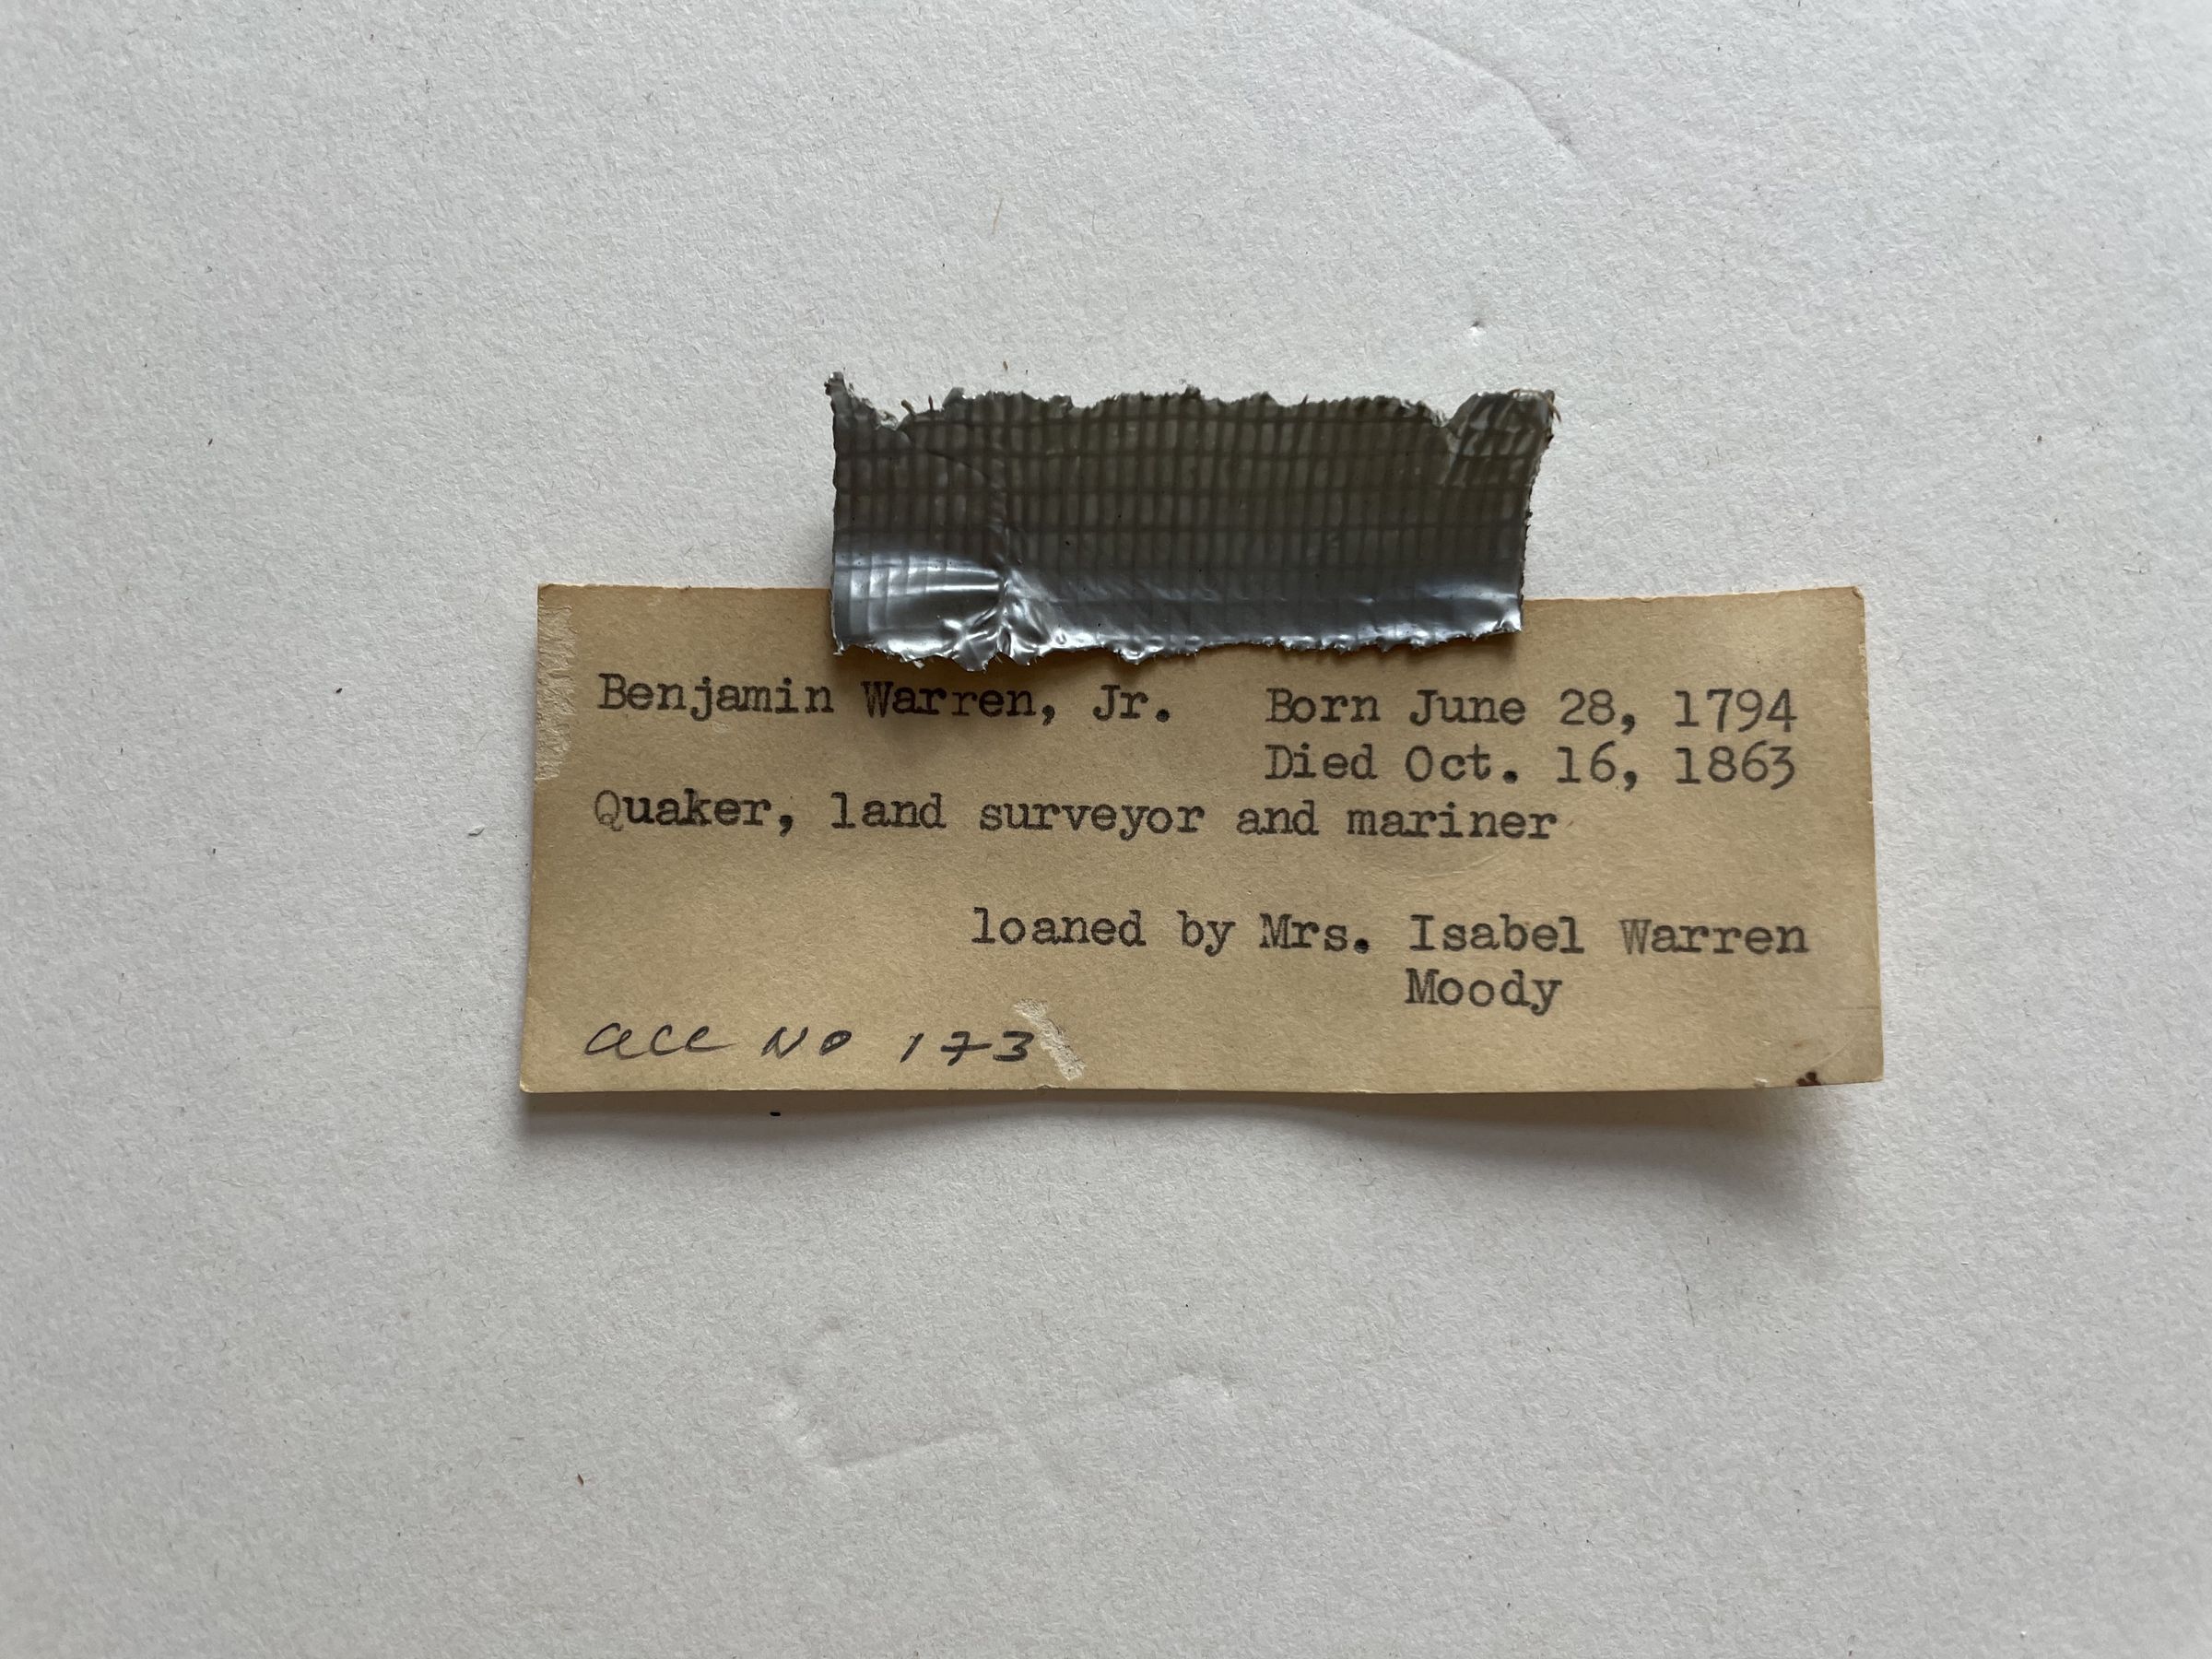 Benjamin Warren, Jr. Born June 28, 1794
Died Oct. 16, 1863
Quaker, land surveyor and mariner
loaned by Mrs. Isabel Warren
Moody
acc No 173